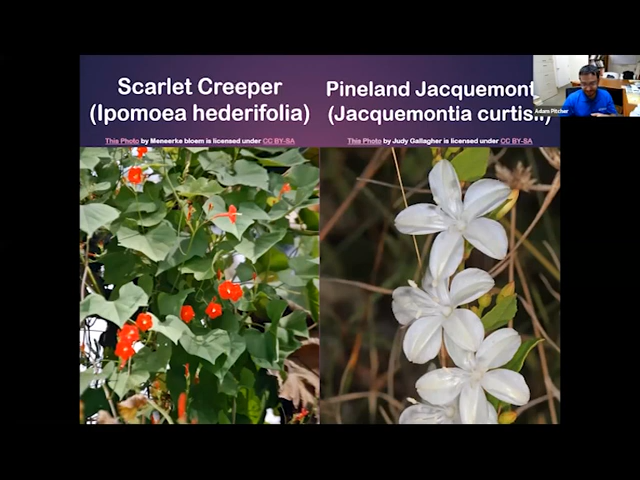 Scarlet Creeper
(Ipomoea hederifolia)
This Photo by Meneerke bloem is licensed under CC BY-SA
Pineland Jacquemont
(Jacquemontia curtis
This Photo by Judy Gallagher is licensed under CC BY-SA
Adam Pitcher